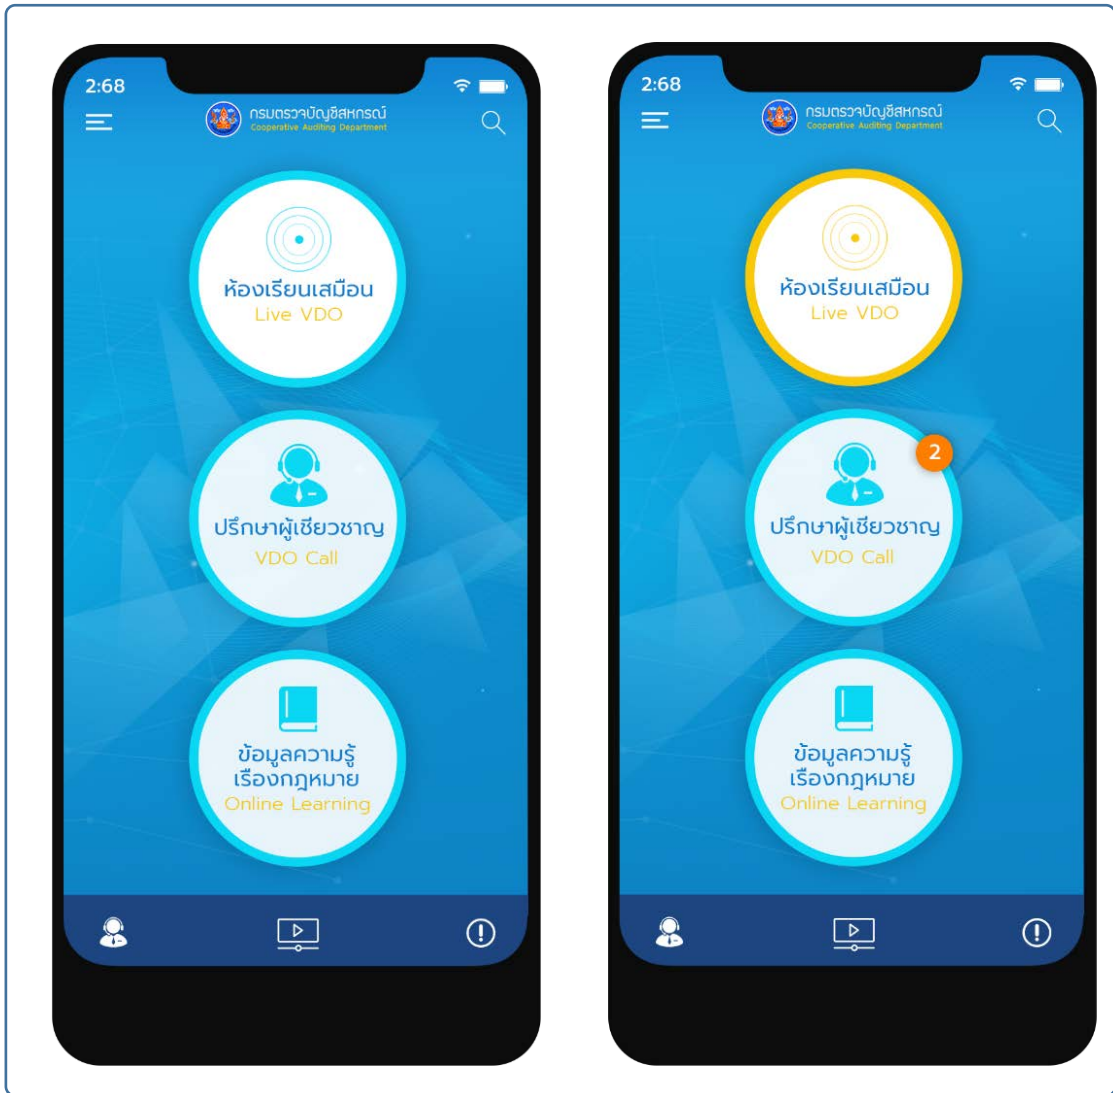 2:68
กรมตรวจบัญชีสหกรณ์
Cooperative Auditing Department
ห้องเรียนเสมือน
Live VDO
ปรึกษาผู้เชียวชาญ
VDO Call
ข้อมูลความรู้
เรืองกฎหมาย
Online Learning
2:68
กรมตรวจบัญชีสหกรณ์
Cooperative Auditing Department
ห้องเรียนเสมือน
Live VDO
2
ปรึกษาผู้เชียวชาญ
VDO Call
ข้อมูลความรู้
เรืองกฎหมาย
Online Learning